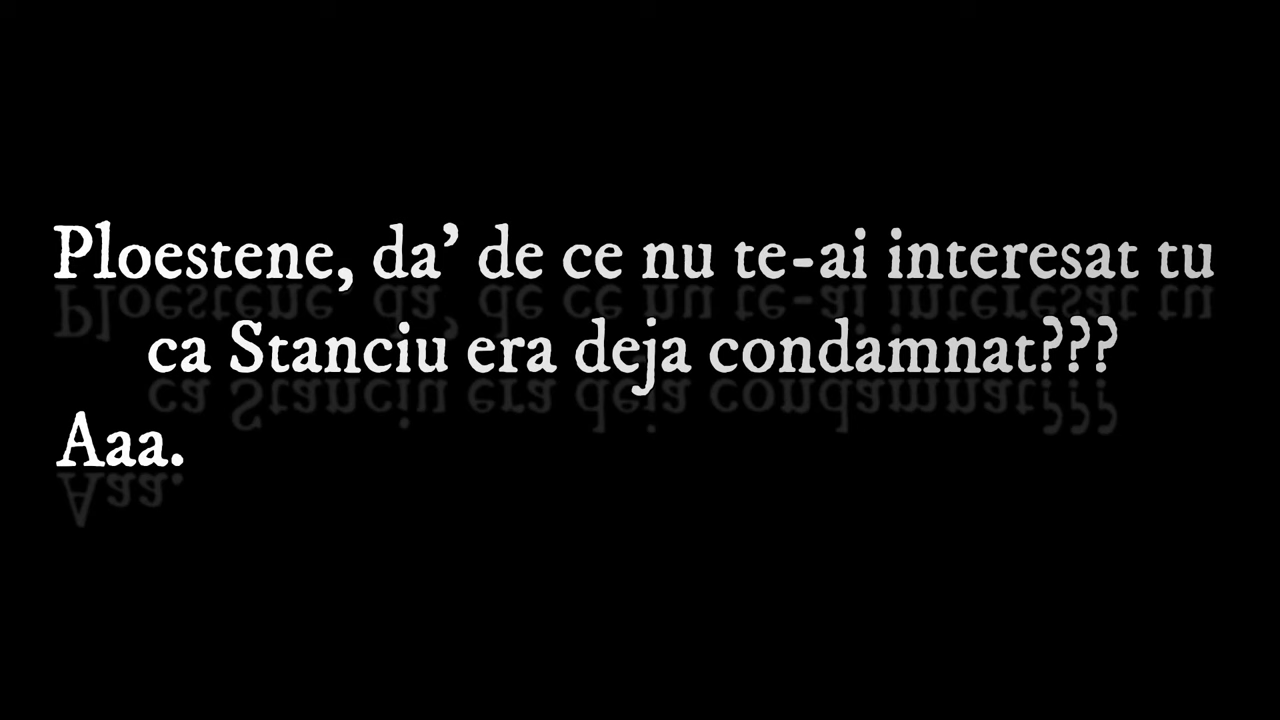 Ploestene, da’ de ce nu te-ai interesat tu
ca Stanciu era deja condamnat???
Aaa.